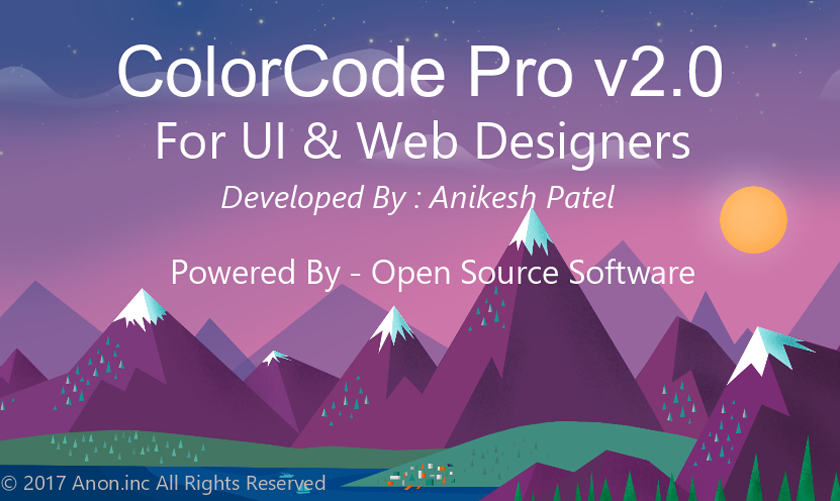 ColorCode Pro v2.0
For UI & Web Designers
Developed By : Anikesh Patel
Powered By - Open Source Software
© 2017 Anon.inc All Rights Reserved